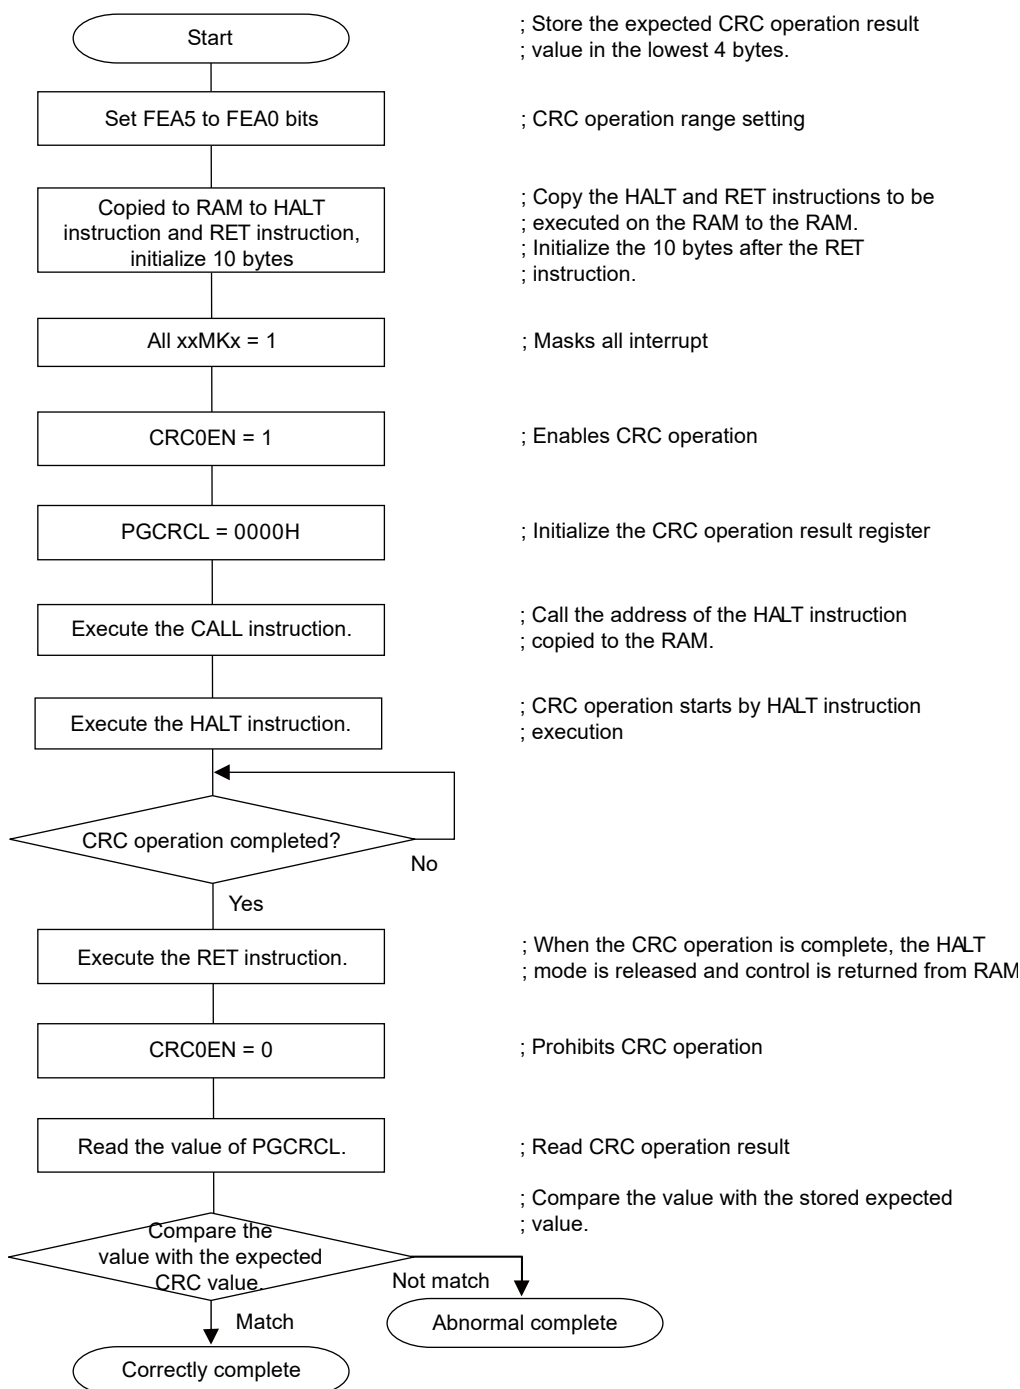 Start
; Store the expected CRC operation result
; value in the lowest 4 bytes.
Set FEA5 to FEA0 bits
; CRC operation range setting
Copied to RAM to HALT
instruction and RET instruction,
initialize 10 bytes
; Copy the HALT and RET instructions to be
; executed on the RAM to the RAM.
; Initialize the 10 bytes after the RET
; instruction.
All xxMKx = 1
; Masks all interrupt
CRC0EN = 1
; Enables CRC operation
PGCRCL = 0000H
; Initialize the CRC operation result register
Execute the CALL instruction.
; Call the address of the HALT instruction
; copied to the RAM.
Execute the HALT instruction.
; CRC operation starts by HALT instruction
; execution
CRC operation completed?
No
Yes
Execute the RET instruction.
; When the CRC operation is complete, the HALT
; mode is released and control is returned from RAM
CRC0EN = 0
; Prohibits CRC operation
Read the value of PGCRCL.
; Read CRC operation result
; Compare the value with the stored expected
; value.
Compare the
value with the expected
CRC value.
Not match
Match
Abnormal complete
Correctly complete